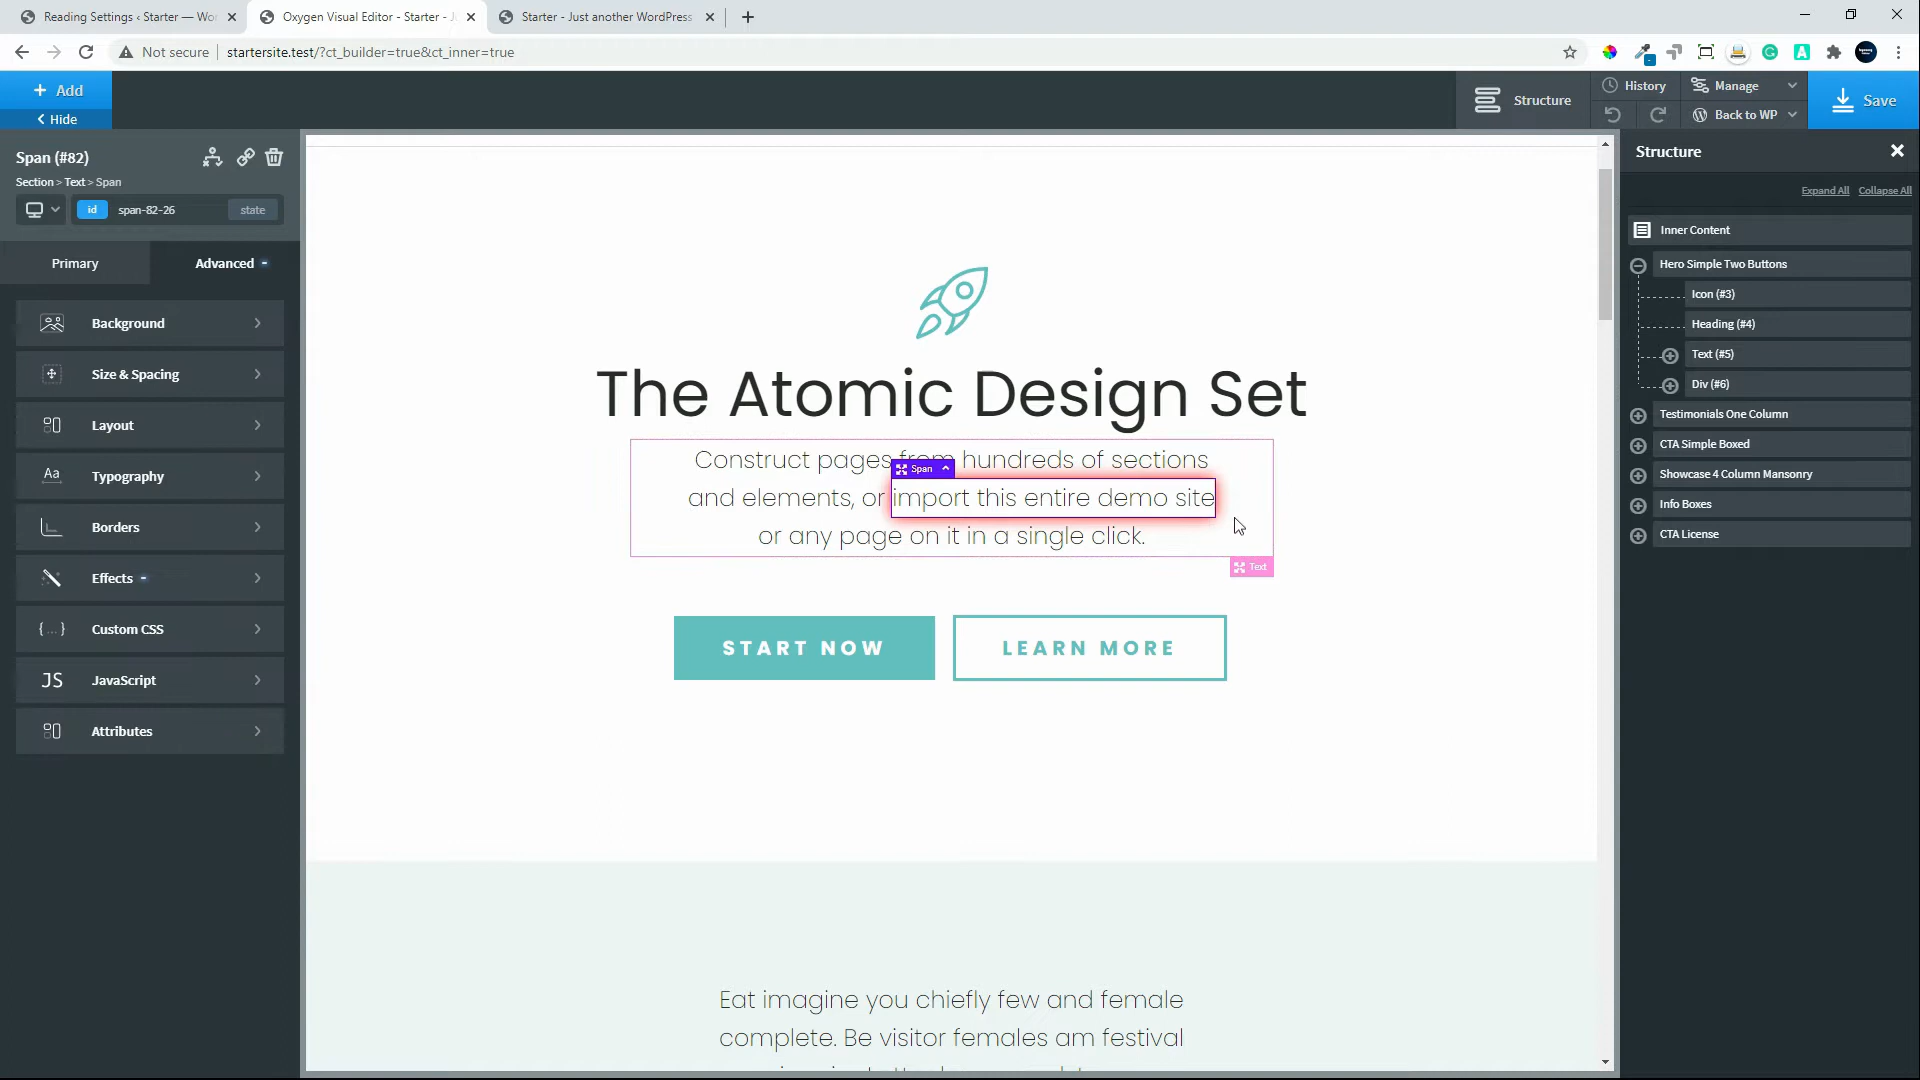 Reading Settings ‹ Starter — Wor
Oxygen Visual Editor - Starter - J
Starter - Just another WordPress
Not secure
startersite.test/?ct_builder=true&ct_inner=true
+ Add
Hide
Structure
History
Manage
Back to WP
Save
Span (#82)
Section > Text > Span
id
span-82-26
state
Primary
Advanced
Background
Size & Spacing
Layout
Typography
Borders
Effects
Custom CSS
JavaScript
Attributes
The Atomic Design Set
Construct pages from hundreds of sections
Span
and elements, or import this entire demo site
or any page on it in a single click.
Text
START NOW
LEARN MORE
Eat imagine you chiefly few and female
complete. Be visitor females am festival
Structure
Expand All
Collapse All
Inner Content
Hero Simple Two Buttons
Icon (#3)
Heading (#4)
Text (#5)
Div (#6)
Testimonials One Column
CTA Simple Boxed
Showcase 4 Column Mansonry
Info Boxes
CTA License